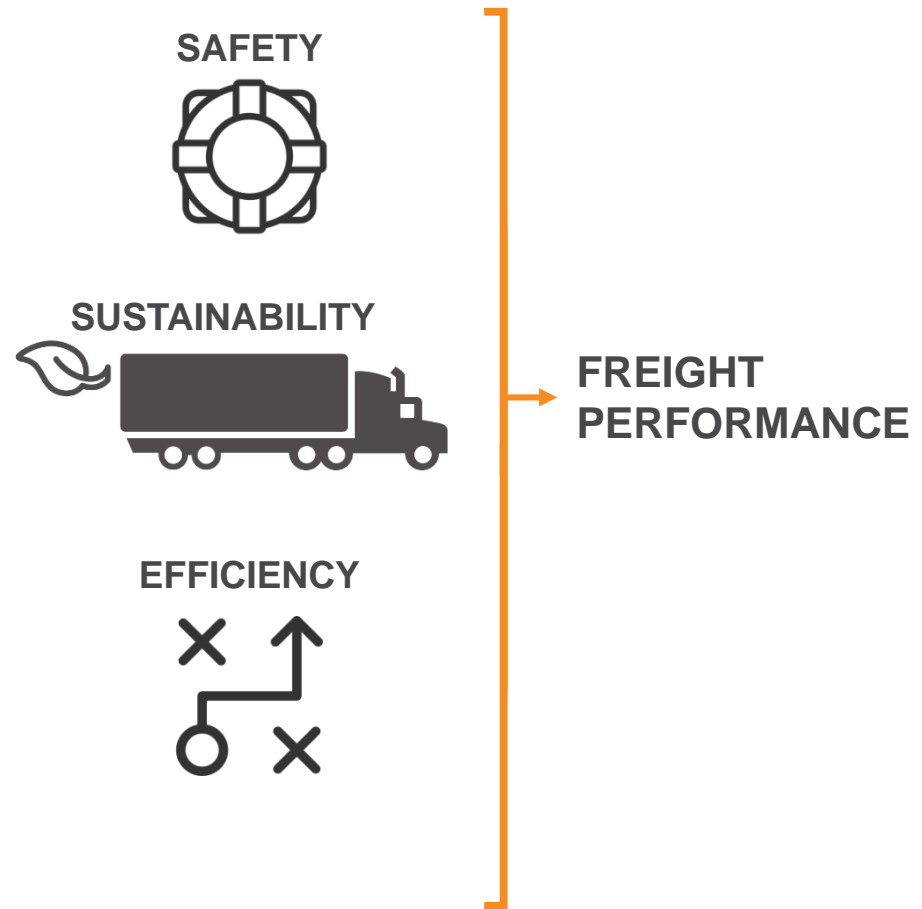 SAFETY
SUSTAINABILITY
EFFICIENCY
FREIGHT
PERFORMANCE